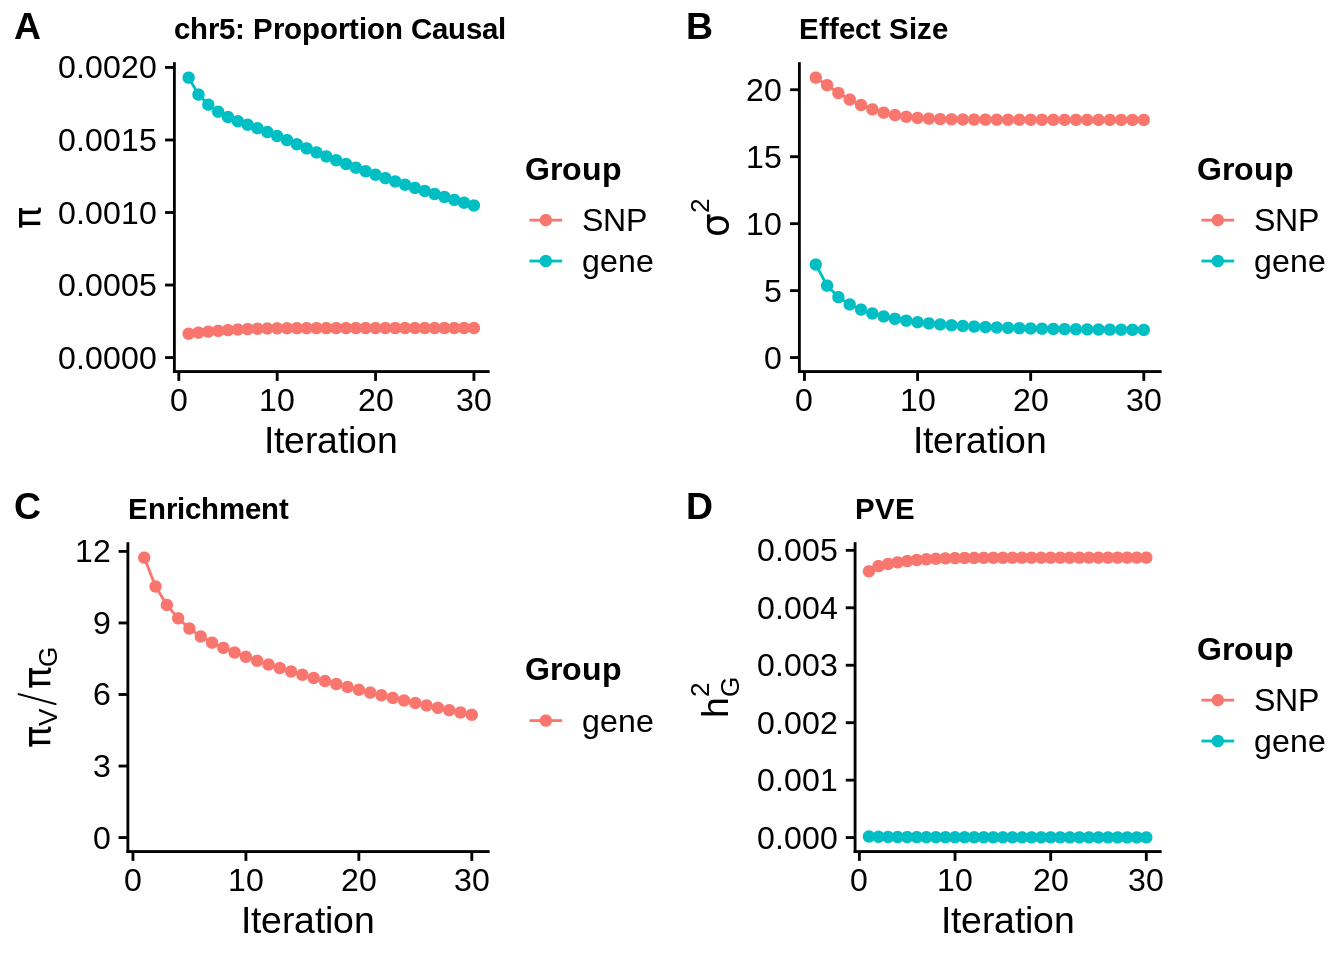 A
chr5: Proportion Causal
0.0020
0.0015
0.0010
0.0005
0.0000
π
0 10 20 30
Iteration
Group
SNP
gene
B
Effect Size
20
15
10
5
0
σ²
0 10 20 30
Iteration
Group
SNP
gene
C
Enrichment
12
9
6
3
0
π_V/π_G
0 10 20 30
Iteration
Group
gene
D
PVE
0.005
0.004
0.003
0.002
0.001
0.000
h²_G
0 10 20 30
Iteration
Group
SNP
gene